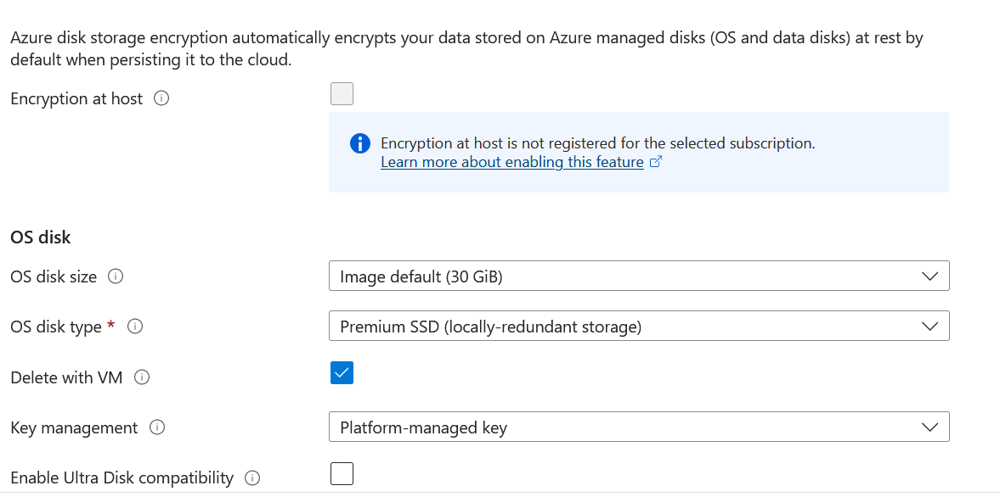 Azure disk storage encryption automatically encrypts your data stored on Azure managed disks (OS and data disks) at rest by
default when persisting it to the cloud.
Encryption at host
Encryption at host is not registered for the selected subscription.
Learn more about enabling this feature
OS disk
OS disk size
Image default (30 GiB)
OS disk type *
Premium SSD (locally-redundant storage)
Delete with VM
Key management
Platform-managed key
Enable Ultra Disk compatibility